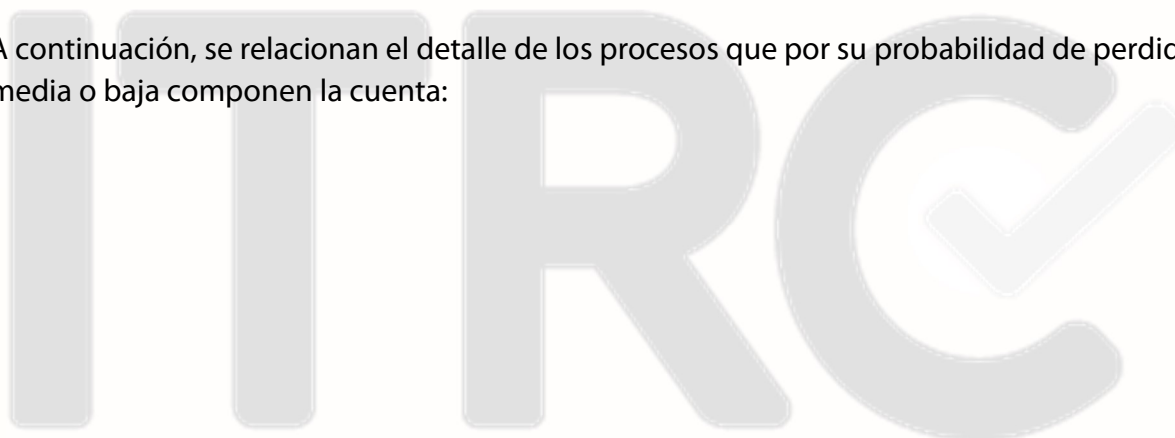 A continuación, se relacionan el detalle de los procesos que por su probabilidad de
media o baja componen la cuenta:
ITRC